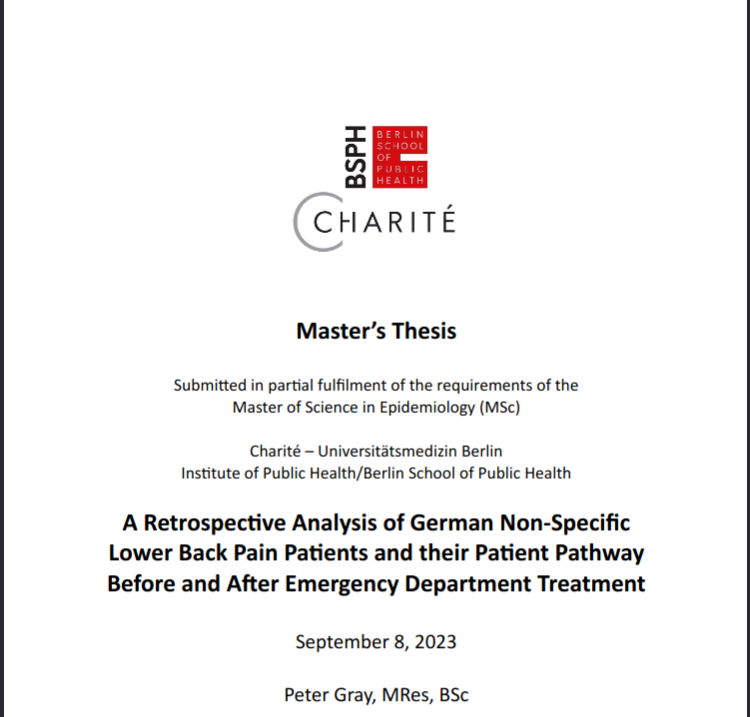 BSPH
BERLIN
SCHOOL
OF
PUBLIC
HEALTH
CHARITÉ
Master’s Thesis
Submitted in partial fulfilment of the requirements of the
Master of Science in Epidemiology (MSc)
Charité – Universitätsmedizin Berlin
Institute of Public Health/Berlin School of Public Health
A Retrospective Analysis of German Non-Specific
Lower Back Pain Patients and their Patient Pathway
Before and After Emergency Department Treatment
September 8, 2023
Peter Gray, MRes, BSc